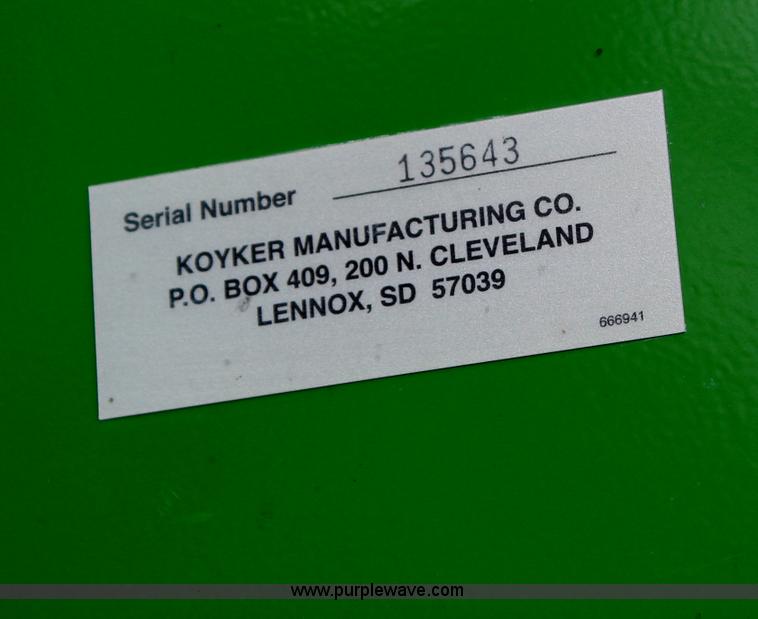 Serial Number 135643
KOYKER MANUFACTURING CO.
P.O. BOX 409, 200 N. CLEVELAND
LENNOX, SD 57039
666941
www.purplewave.com